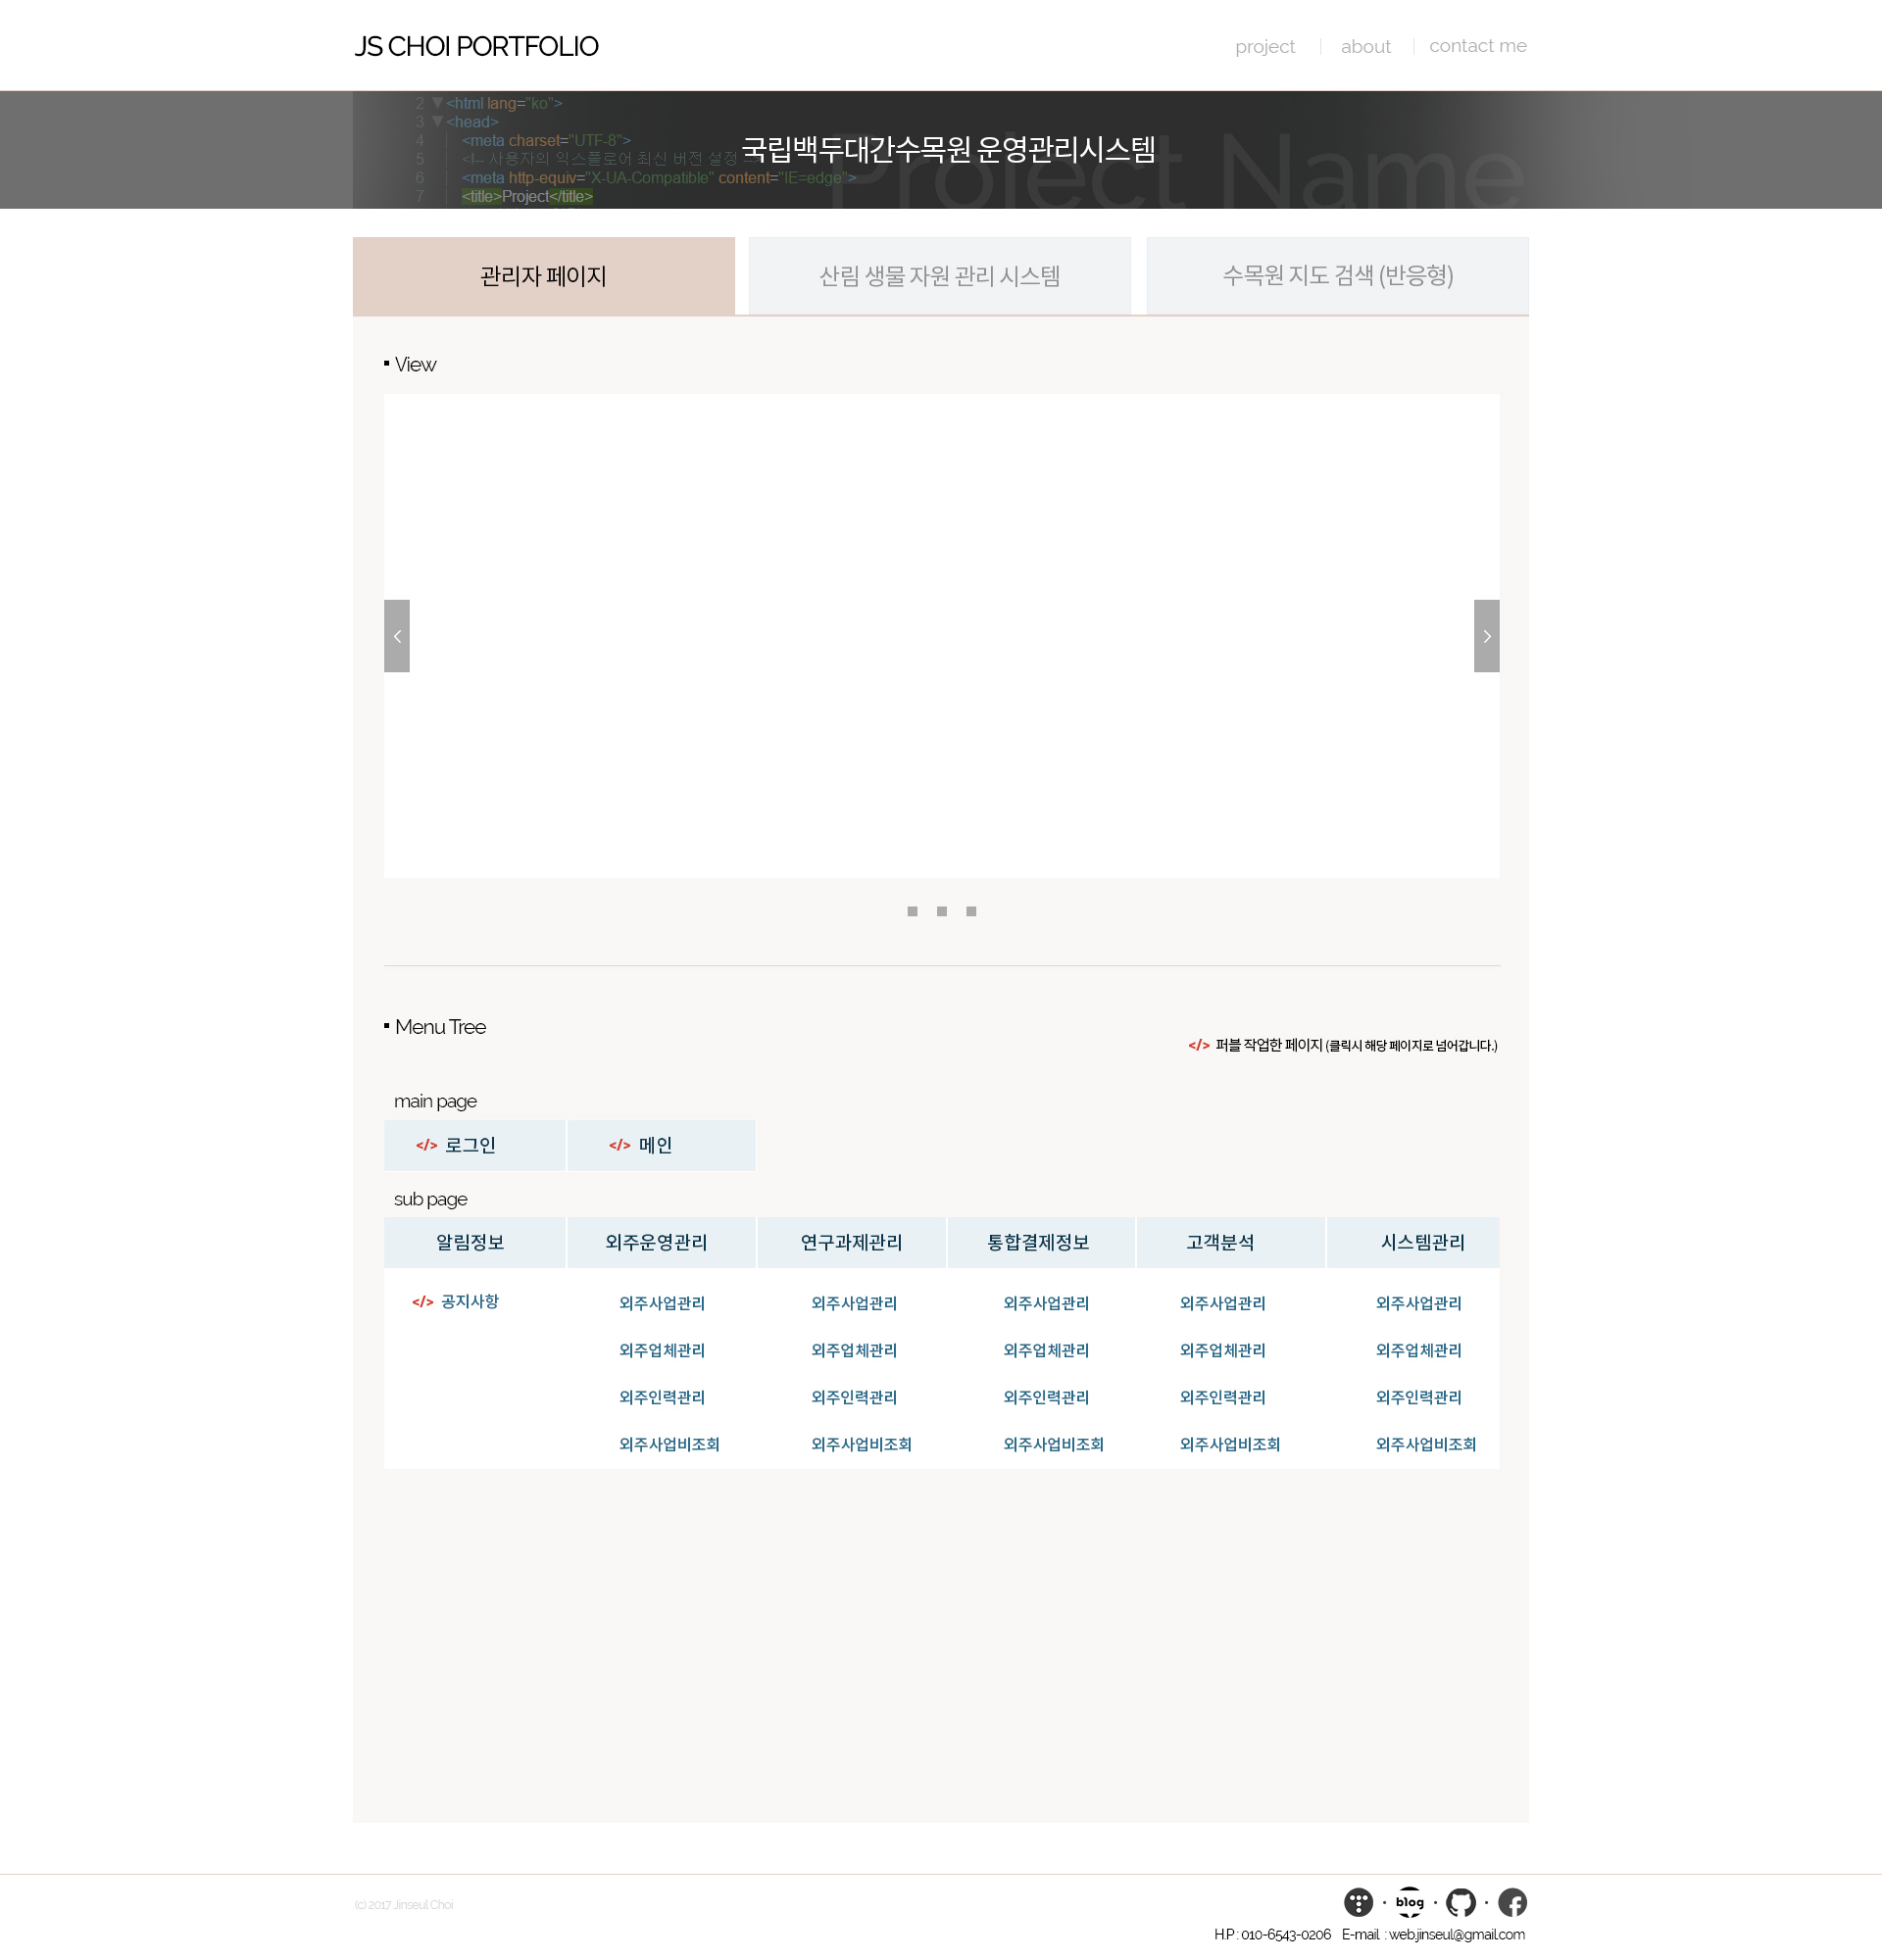 JS CHOI PORTFOLIO
project
about
contact me
2 ▼<html lang="ko">
3 ▼<head>
4 <meta charset="UTF-8">
5 <!-- 사용자의 익스플로어 최신 버전 설정
6 <meta http-equiv="X-UA-Compatible" content="IE=edge">
7 <title>Project</title>
Project Name
국립백두대간수목원 운영관리시스템
관리자 페이지
산림 생물 자원 관리 시스템
수목원 지도 검색 (반응형)
View
Menu Tree
</> 퍼블 작업한 페이지 (클릭시 해당 페이지로 넘어갑니다.)
main page
</> 로그인
</> 메인
sub page
알림정보 외주운영관리 연구과제관리 통합결제정보 고객분석 시스템관리
</> 공지사항 외주사업관리 외주사업관리 외주사업관리 외주사업관리 외주사업관리
외주업체관리 외주업체관리 외주업체관리 외주업체관리 외주업체관리
외주인력관리 외주인력관리 외주인력관리 외주인력관리 외주인력관리
외주사업비조회 외주사업비조회 외주사업비조회 외주사업비조회 외주사업비조회
(c) 2017 Jinseul Choi
blog
H.P : 010-6543-0206 E-mail : web.jinseul@gmail.com